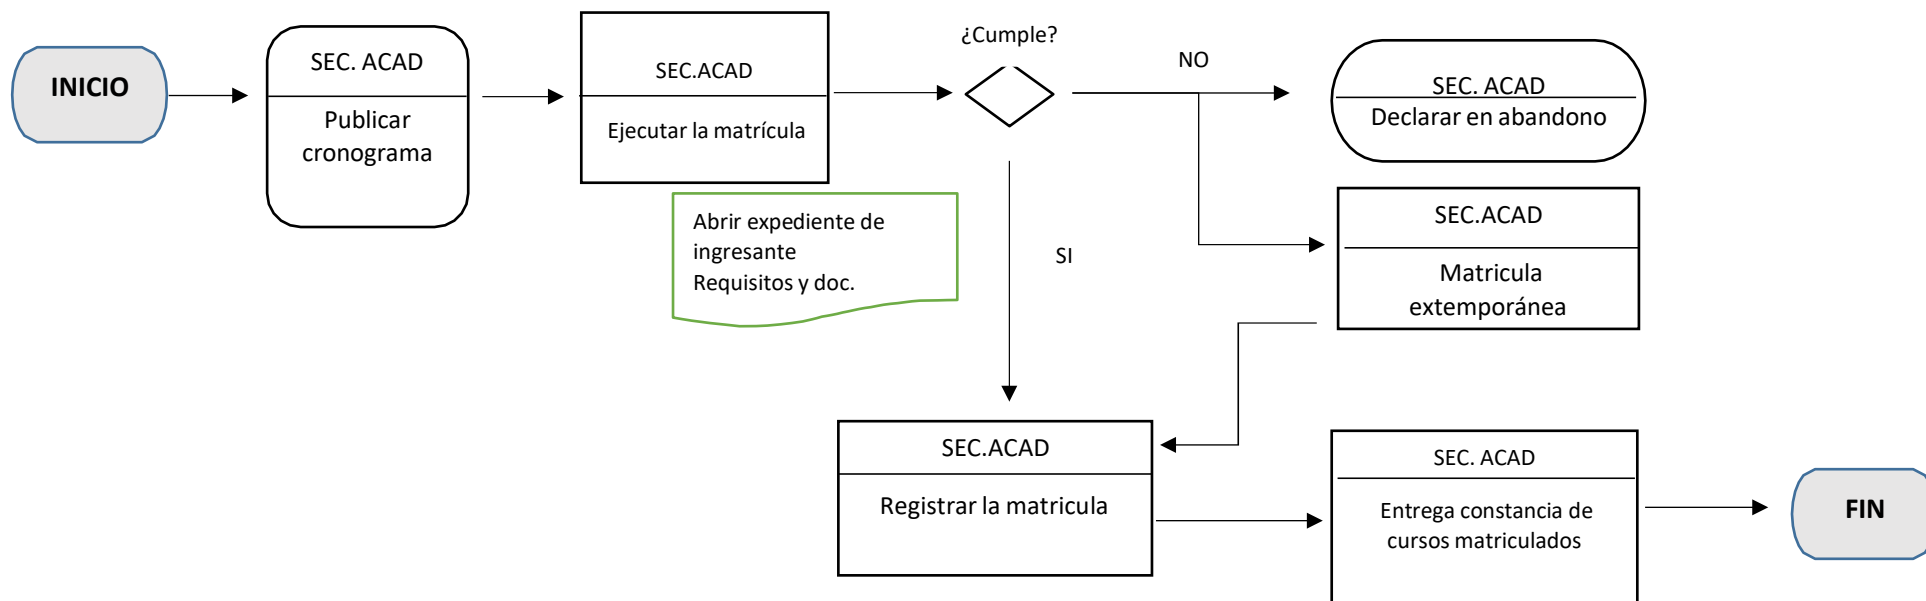 INICIO
SEC. ACAD
Publicar
cronograma
SEC.ACAD
Ejecutar la matrícula
Abrir expediente de
ingresante
Requisitos y doc.
¿Cumple?
NO
SI
SEC. ACAD
Declarar en abandono
SEC.ACAD
Matricula
extemporánea
SEC.ACAD
Registrar la matricula
SEC. ACAD
Entrega constancia de
cursos matriculados
FIN